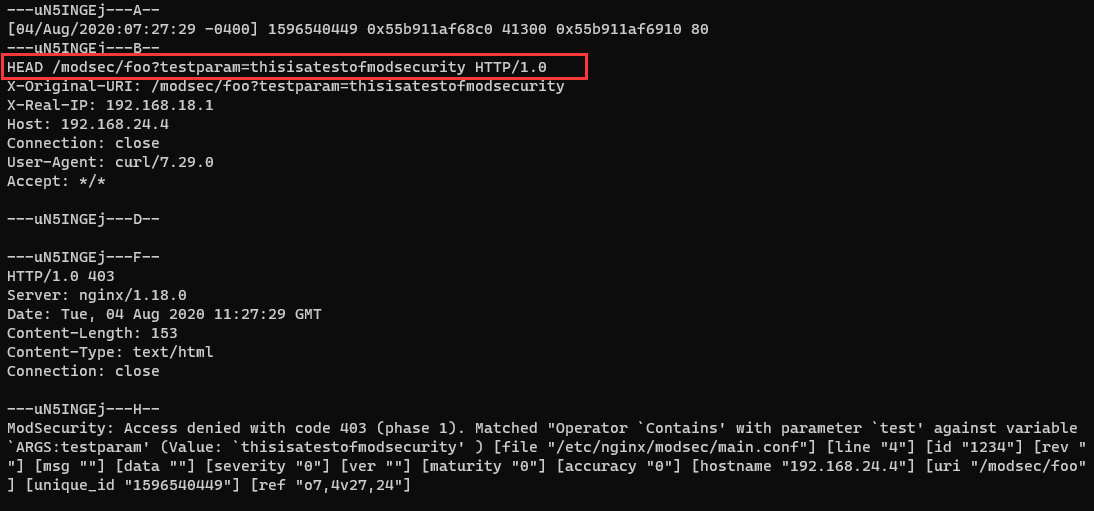 ---uN5INGEj---A--
[04/Aug/2020:07:27:29 -0400] 1596540449 0x55b911af68c0 41300 0x55b911af6910 80
---uN5INGEj---B--
HEAD /modsec/foo?testparam=thisisatestofmodsecurity HTTP/1.0
X-Original-URI: /modsec/foo?testparam=thisisatestofmodsecurity
X-Real-IP: 192.168.18.1
Host: 192.168.24.4
Connection: close
User-Agent: curl/7.29.0
Accept: */*
---uN5INGEj---D--
---uN5INGEj---F--
HTTP/1.0 403
Server: nginx/1.18.0
Date: Tue, 04 Aug 2020 11:27:29 GMT
Content-Length: 153
Content-Type: text/html
Connection: close
---uN5INGEj---H--
ModSecurity: Access denied with code 403 (phase 1). Matched "Operator `Contains' with parameter `test' against variable
`ARGS:testparam' (Value: `thisisatestofmodsecurity' ) [file "/etc/nginx/modsec/main.conf"] [line "4"] [id "1234"] [rev "
"] [msg ""] [data ""] [severity "0"] [ver ""] [maturity "0"] [accuracy "0"] [hostname "192.168.24.4"] [uri "/modsec/foo"
] [unique_id "1596540449"] [ref "o7,4v27,24"]